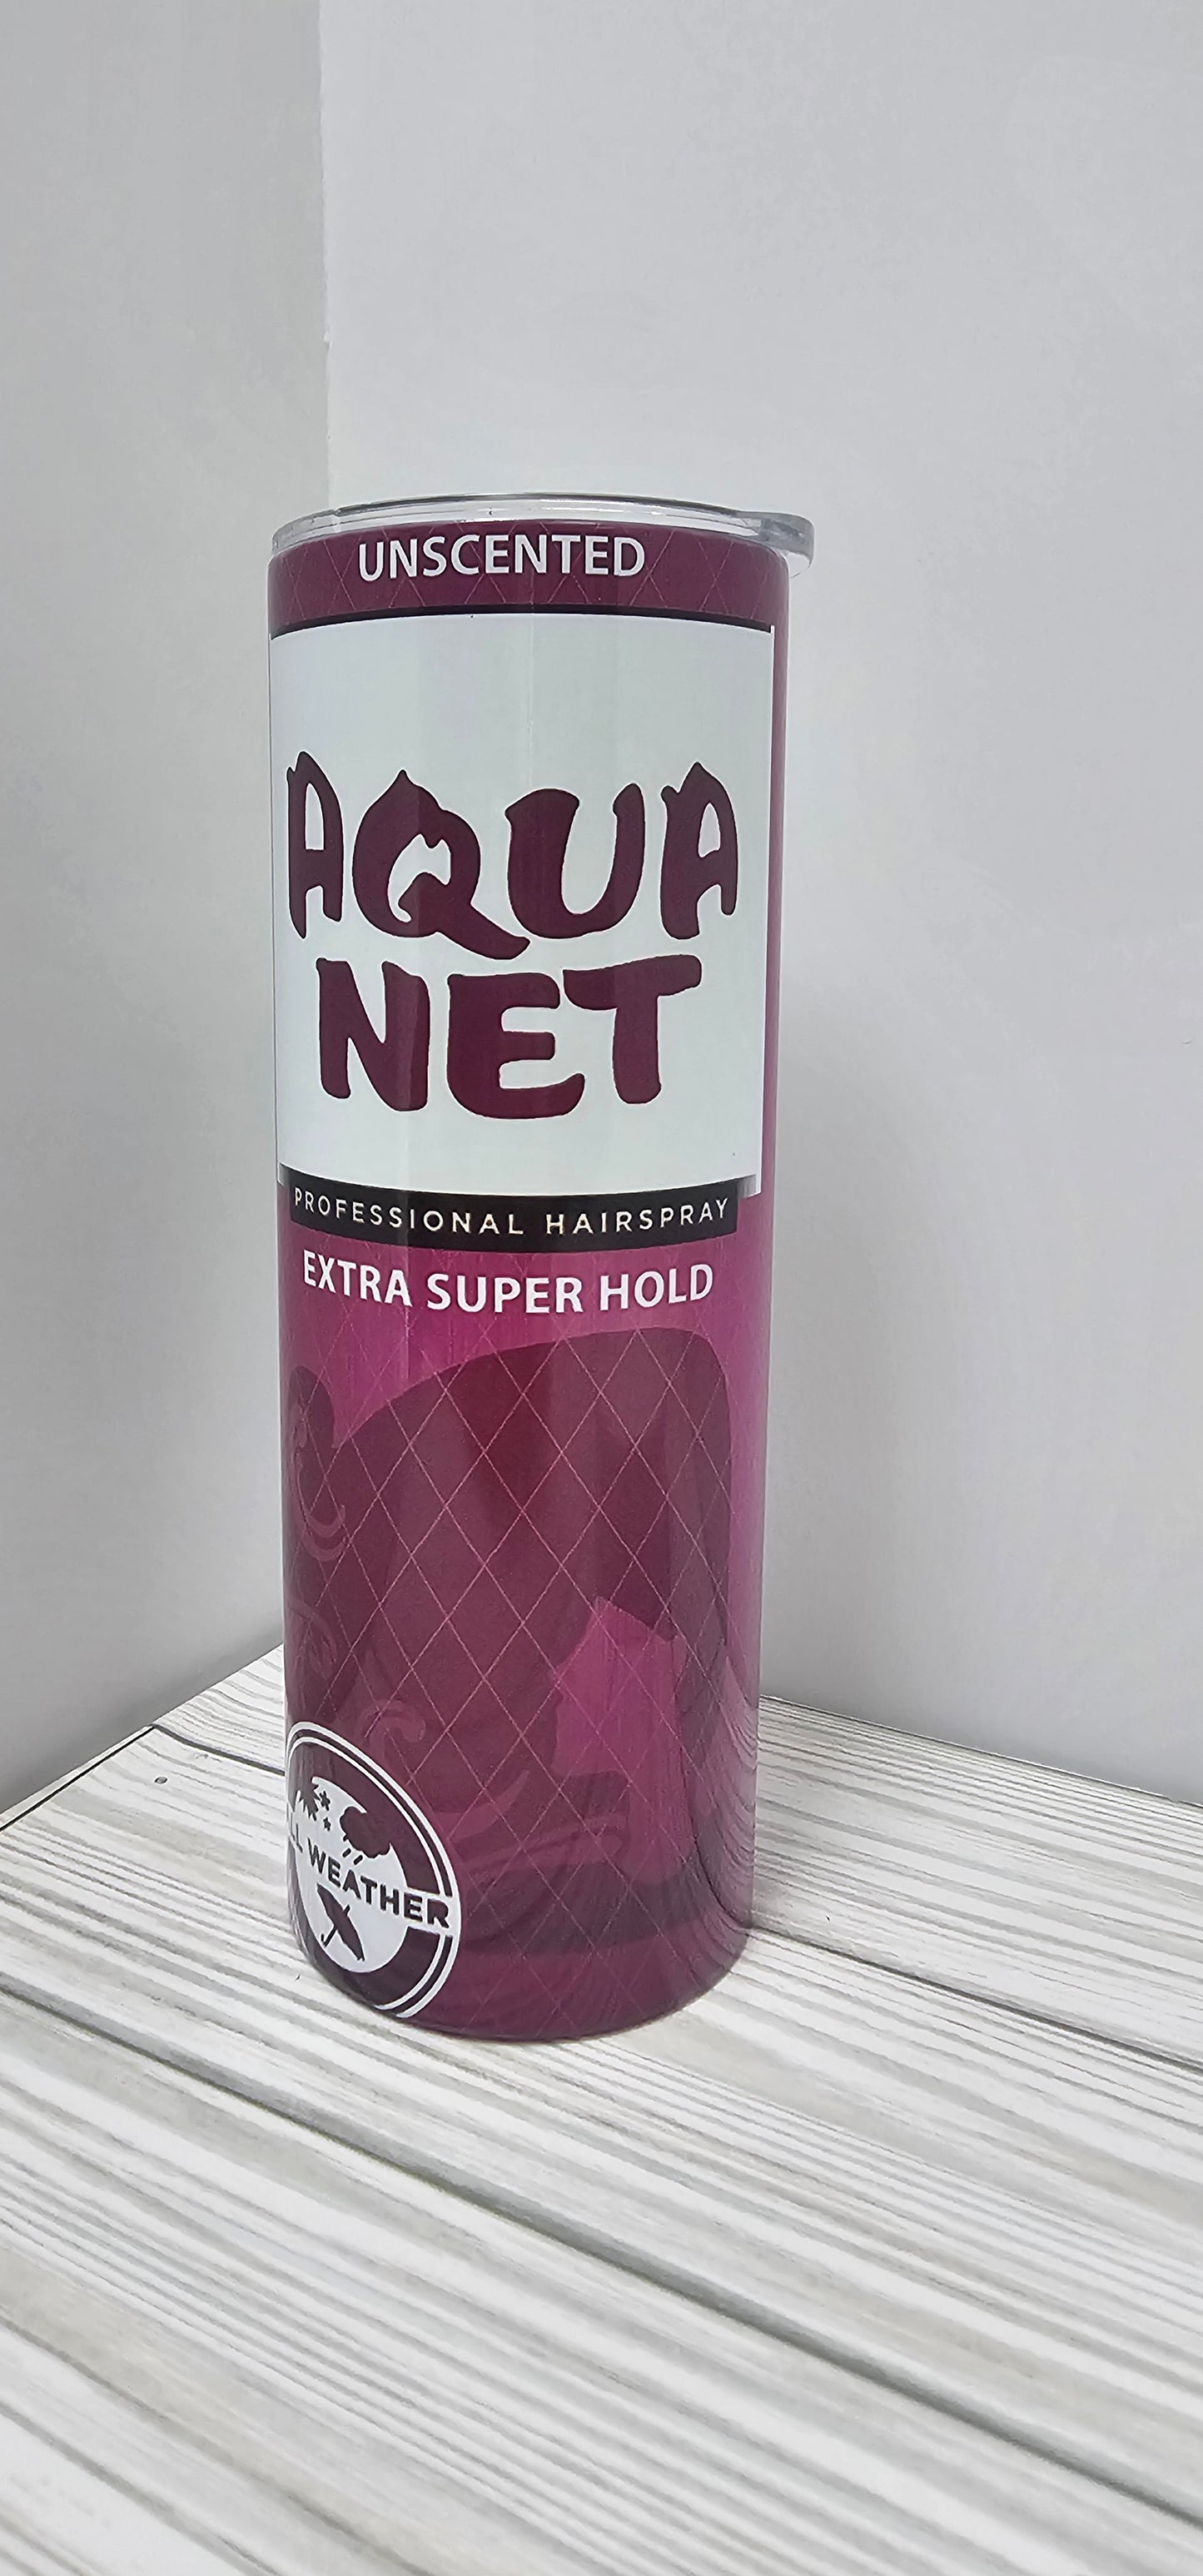 UNSCENTED
AQUA
NET
PROFESSIONAL HAIRSPRAY
EXTRA SUPER HOLD
WEATHER